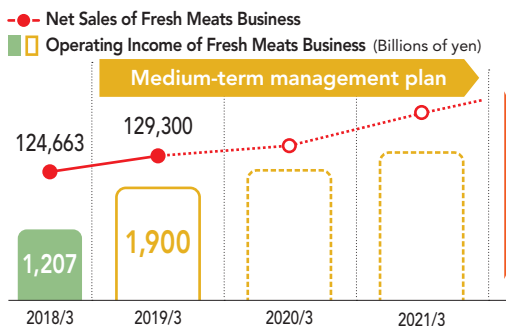 Net Sales of Fresh Meats Business
Operating Income of Fresh Meats Business (Billions of yen)
Medium-term management plan
124,663
129,300
1,207
1,900
2018/3
2019/3
2020/3
2021/3